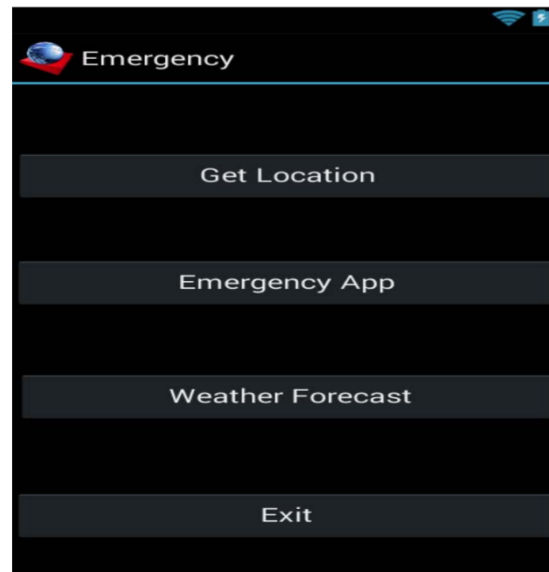 Emergency
Get Location
Emergency App
Weather Forecast
Exit